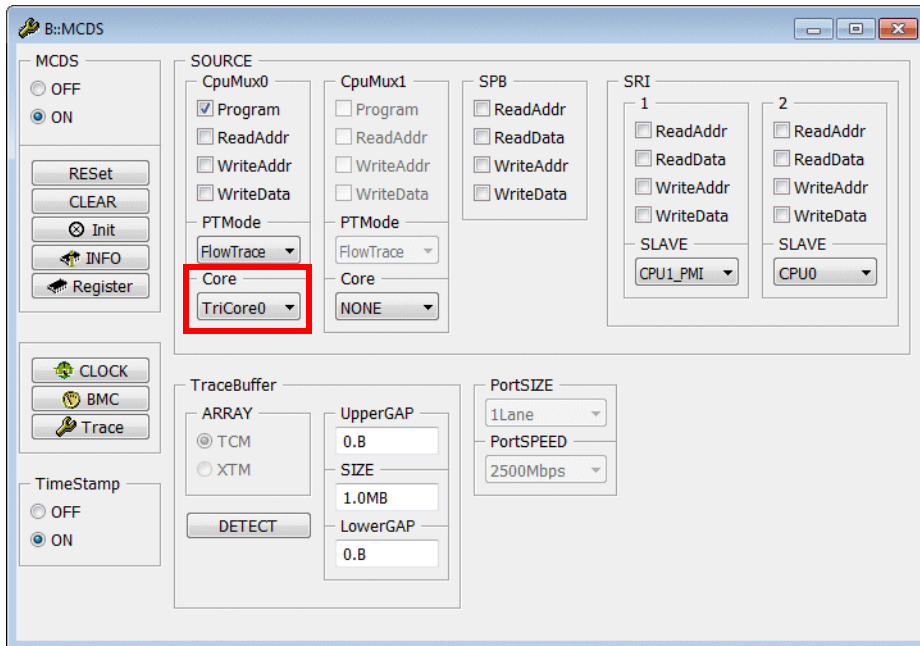 B::MCDS
MCDS
OFF
ON
RESet
CLEAR
Init
INFO
Register
CLOCK
BMC
Trace
TimeStamp
OFF
ON
SOURCE
CpuMux0
Program
ReadAddr
WriteAddr
WriteData
PTMode
FlowTrace
Core
TriCore0
CpuMux1
Program
ReadAddr
WriteAddr
WriteData
PTMode
FlowTrace
Core
NONE
SPB
ReadAddr
ReadData
WriteAddr
WriteData
SRI
1
ReadAddr
ReadData
WriteAddr
WriteData
SLAVE
CPU1_PMI
2
ReadAddr
ReadData
WriteAddr
WriteData
SLAVE
CPU0
TraceBuffer
ARRAY
TCM
XTM
DETECT
UpperGAP
0.B
SIZE
1.0MB
LowerGAP
0.B
PortSIZE
1Lane
PortSPEED
2500Mbps